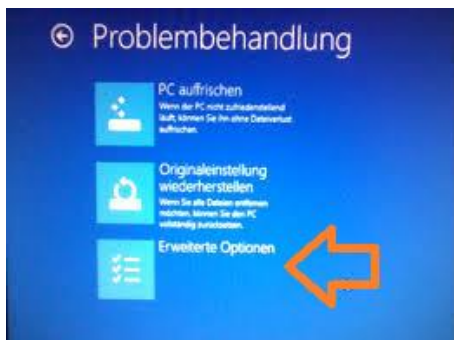 Problembehandlung
PC auffrischen
Wenn der PC nicht zufriedenstellend
läuft, können Sie ihn ohne Dateiverlust
auffrischen.
Originaleinstellung
wiederherstellen
Wenn Sie alle Dateien entfernen
möchten, können Sie den PC
vollständig zurücksetzen.
Erweiterte Optionen